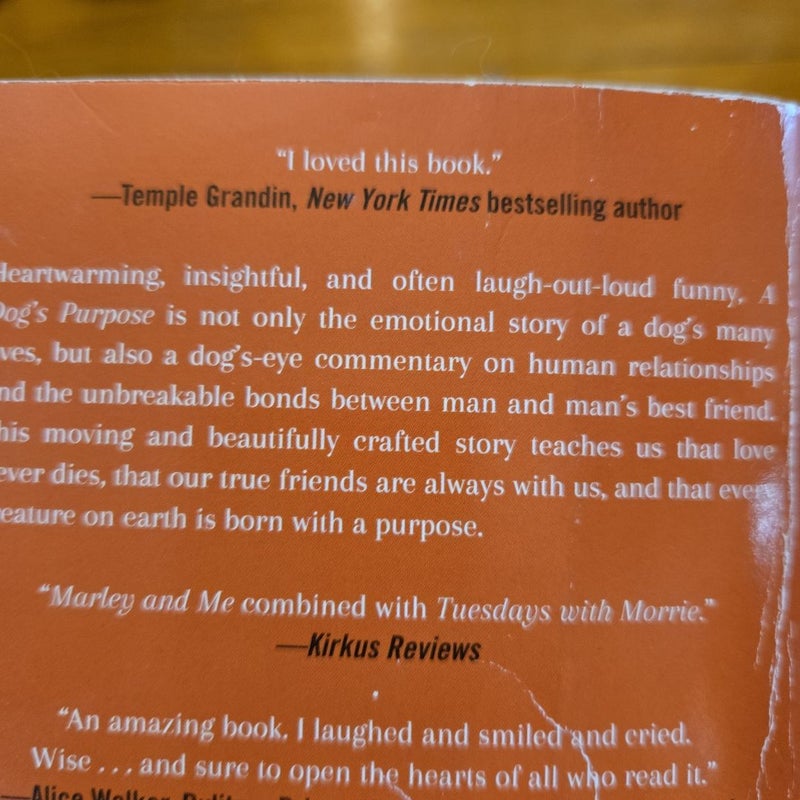 “I loved this book.”
—Temple Grandin, New York Times bestselling author
Heartwarming, insightful, and often laugh-out-loud funny, A
Dog’s Purpose is not only the emotional story of a dog’s many
ves, but also a dog’s-eye commentary on human relationships
nd the unbreakable bonds between man and man’s best friend.
his moving and beautifully crafted story teaches us that love
ever dies, that our true friends are always with us, and that every
reature on earth is born with a purpose.
“Marley and Me combined with Tuesdays with Morrie.”
—Kirkus Reviews
“An amazing book. I laughed and smiled and cried.
Wise . . . and sure to open the hearts of all who read it.”
—Alice Walker,